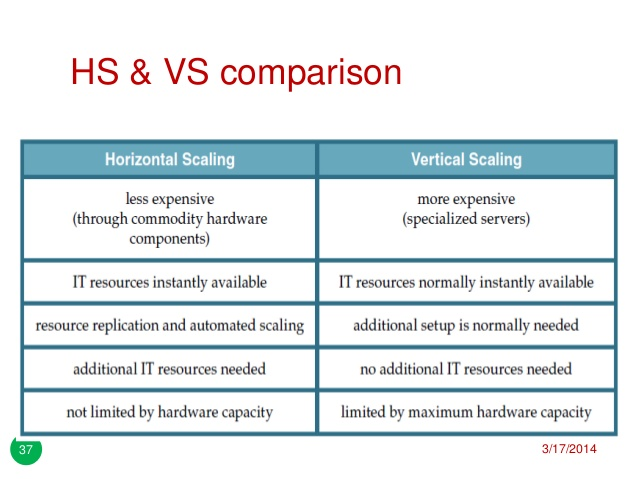 HS & VS comparison
Horizontal Scaling
Vertical Scaling
less expensive
(through commodity hardware
components)
more expensive
(specialized servers)
IT resources instantly available
IT resources normally instantly available
resource replication and automated scaling
additional setup is normally needed
additional IT resources needed
no additional IT resources needed
not limited by hardware capacity
limited by maximum hardware capacity
37
3/17/2014